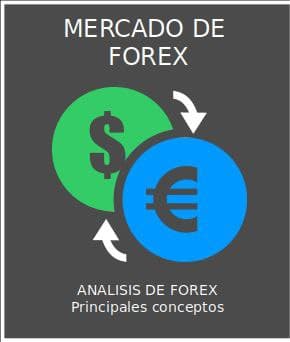 MERCADO DE
FOREX
$
€
ANALISIS DE FOREX
Principales conceptos